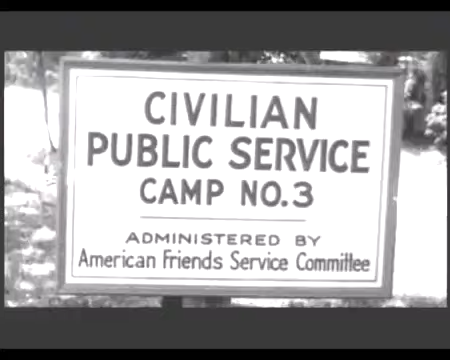 CIVILIAN
PUBLIC SERVICE
CAMP NO.3
ADMINISTERED BY
American Friends Service Committee